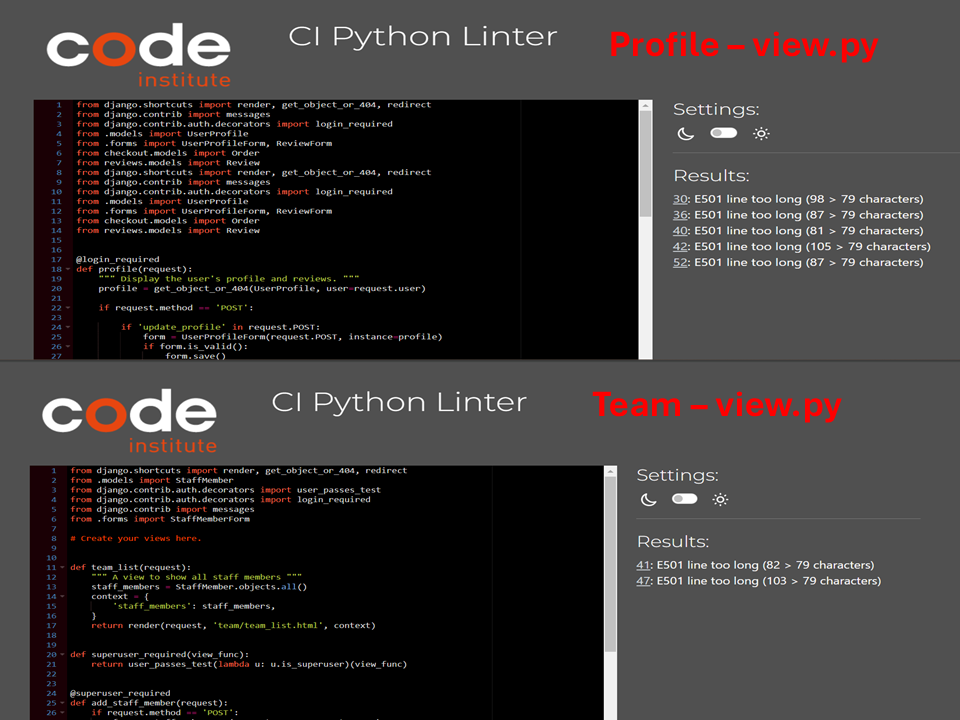 code
institute
CI Python Linter
Profile – view.py
1 from django.shortcuts import render, get_object_or_404, redirect
2 from django.contrib import messages
3 from django.contrib.auth.decorators import login_required
4 from .models import UserProfile
5 from .forms import UserProfileForm, ReviewForm
6 from checkout.models import Order
7 from reviews.models import Review
8 from django.shortcuts import render, get_object_or_404, redirect
9 from django.contrib import messages
10 from django.contrib.auth.decorators import login_required
11 from .models import UserProfile
12 from .forms import UserProfileForm, ReviewForm
13 from checkout.models import Order
14 from reviews.models import Review
15
16
17 @login_required
18 def profile(request):
19 """ Display the user's profile and reviews. """
20 profile = get_object_or_404(UserProfile, user=request.user)
21
22 if request.method == 'POST':
23
24 if 'update_profile' in request.POST:
25 form = UserProfileForm(request.POST, instance=profile)
26 if form.is_valid():
27 form.save()
Settings:
Results:
30: E501 line too long (98 > 79 characters)
36: E501 line too long (87 > 79 characters)
40: E501 line too long (81 > 79 characters)
42: E501 line too long (105 > 79 characters)
52: E501 line too long (87 > 79 characters)
code
institute
CI Python Linter
Team – view.py
1 from django.shortcuts import render, get_object_or_404, redirect
2 from .models import StaffMember
3 from django.contrib.auth.decorators import user_passes_test
4 from django.contrib.auth.decorators import login_required
5 from django.contrib import messages
6 from .forms import StaffMemberForm
7
8 # Create your views here.
9
10
11 def team_list(request):
12 """ A view to show all staff members """
13 staff_members = StaffMember.objects.all()
14 context = {
15 'staff_members': staff_members,
16 }
17 return render(request, 'team/team_list.html', context)
18
19
20 def superuser_required(view_func):
21 return user_passes_test(lambda u: u.is_superuser)(view_func)
22
23
24 @superuser_required
25 def add_staff_member(request):
26 if request.method == 'POST':
Settings:
Results:
41: E501 line too long (82 > 79 characters)
47: E501 line too long (103 > 79 characters)